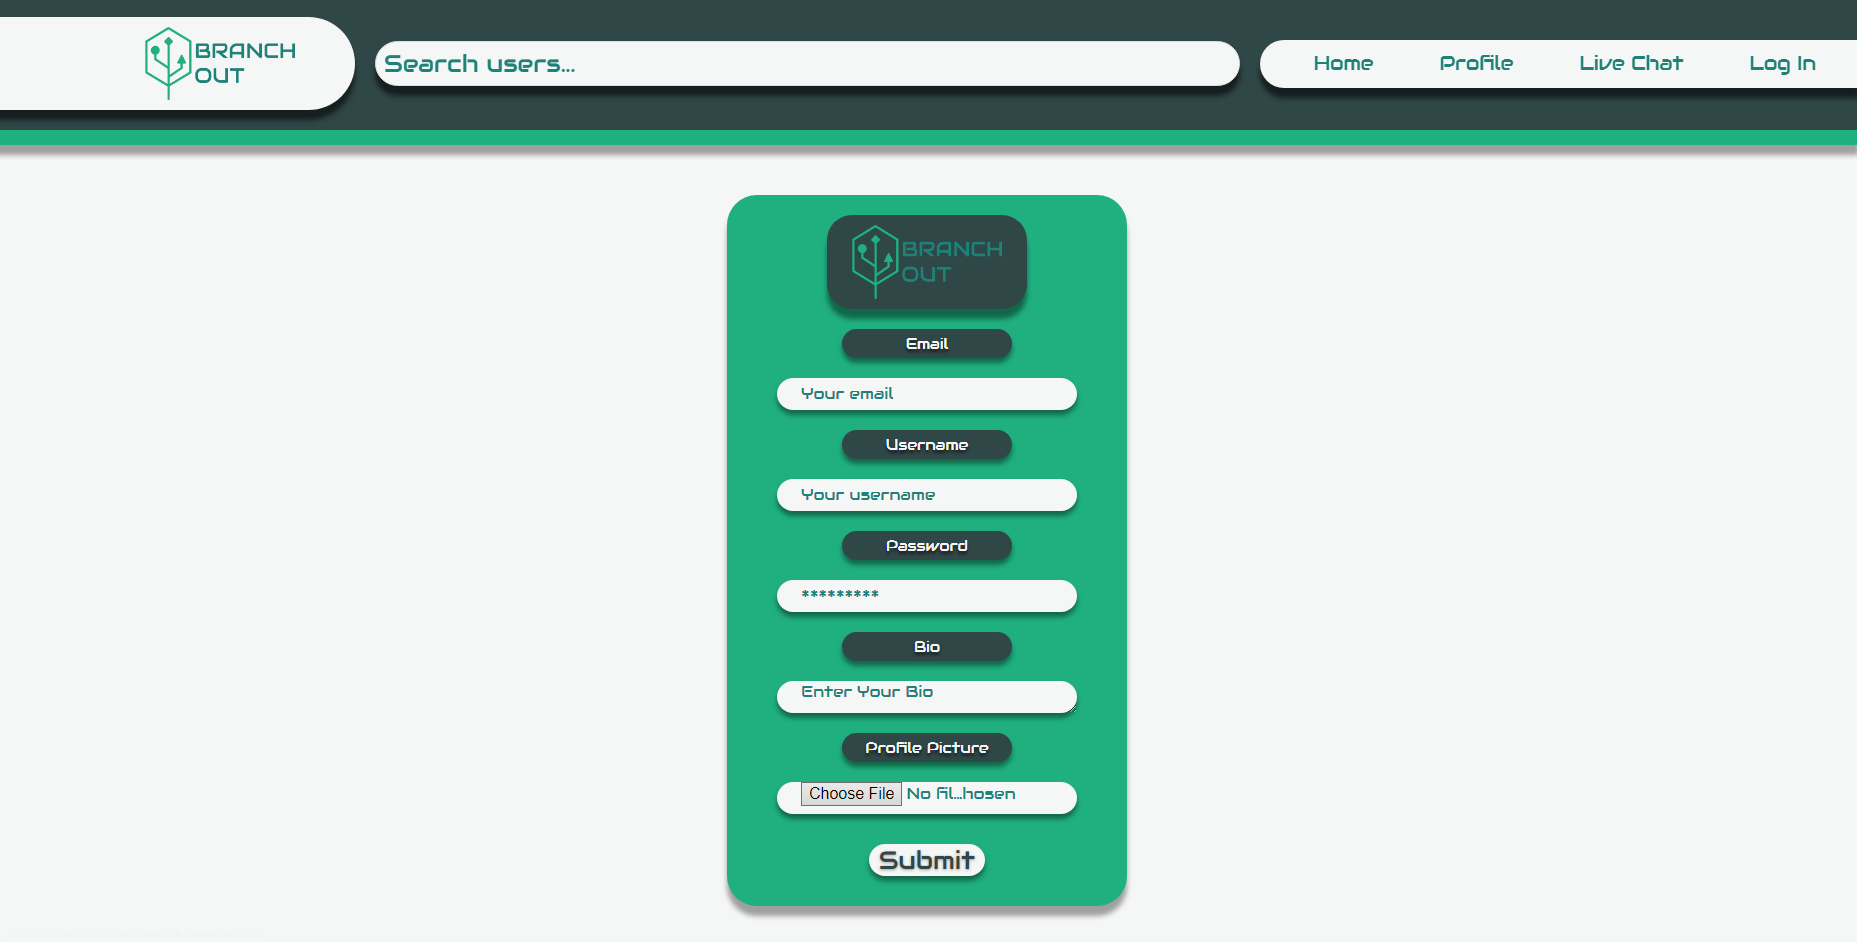 BRANCH
OUT
Search users...
Home Profile Live Chat Log In
BRANCH
OUT
Email
Your email
Username
Your username
Password
*********
Bio
Enter Your Bio
Profile Picture
Choose File No fil...hosen
Submit